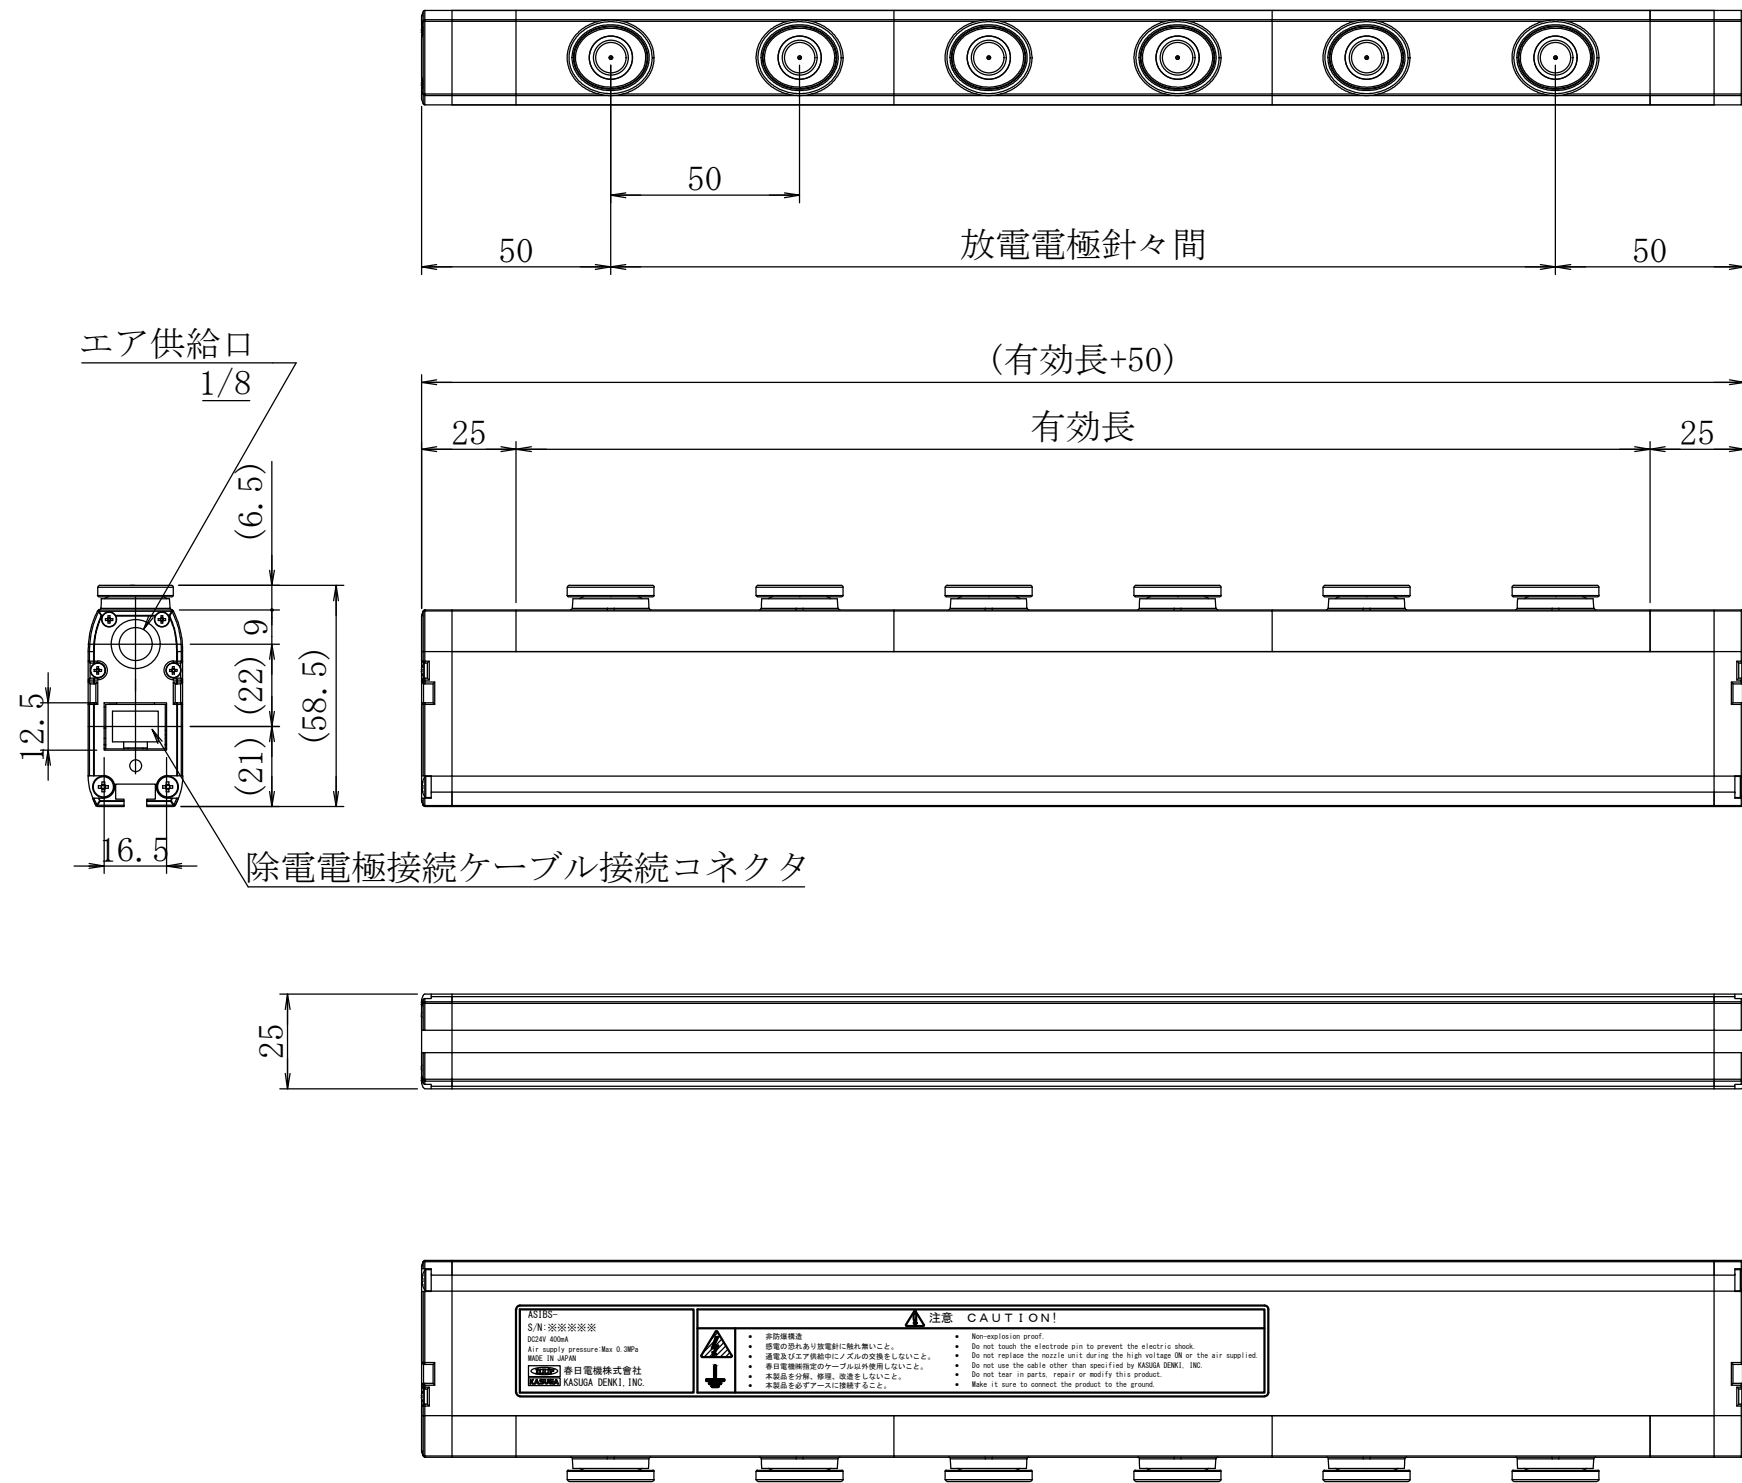 50
50
放電電極針々間
50
エア供給口
1/8
(有効長+50)
25
有効長
25
(6.5)
9
(22)
(58.5)
12.5
(21)
16.5
除電電極接続ケーブル接続コネクタ
25
ASIBS-
S/N:※※※※※
DC24V 400mA
Air supply pressure:Max 0.3MPa
MADE IN JAPAN
春日電機株式会社
KASUGA KASUGA DENKI, INC.
注意 CAUTION!
・ 非防爆構造
・ 感電の恐れあり放電針に触れ無いこと。
・ 通電及びエア供給中にノズルの交換をしないこと。
・ 春日電機㈱指定のケーブル以外使用しないこと。
・ 本製品を分解、修理、改造をしないこと。
・ 本製品を必ずアースに接続すること。
・ Non-explosion proof.
・ Do not touch the electrode pin to prevent the electric shock.
・ Do not replace the nozzle unit during the high voltage ON or the air supplied.
・ Do not use the cable other than specified by KASUGA DENKI, INC.
・ Do not tear in parts, repair or modify this product.
・ Make it sure to connect the product to the ground.